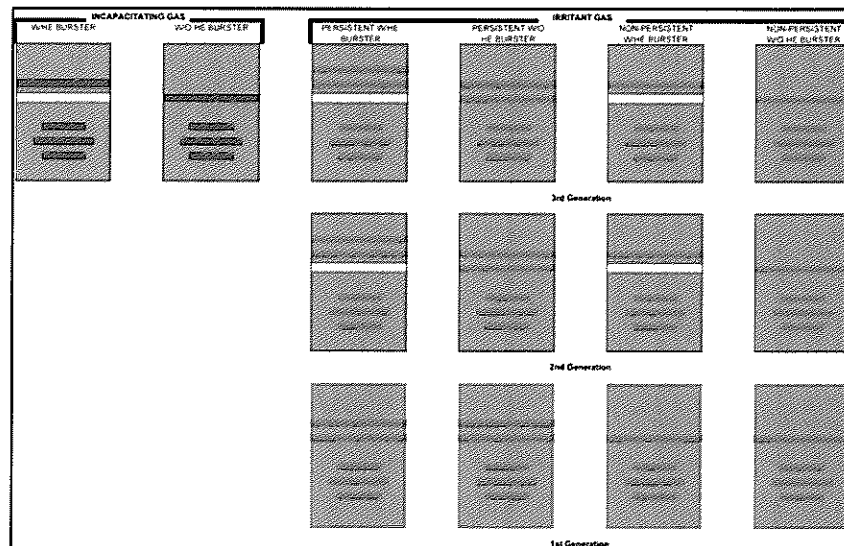 INCAPACITATING GAS
IRRITANT GAS
W/HE BURSTER
W/O HE BURSTER
PERSISTENT W/HE
BURSTER
PERSISTENT W/O
HE BURSTER
NON-PERSISTENT
W/HE BURSTER
NON-PERSISTENT
W/O HE BURSTER
3rd Generation
2nd Generation
1st Generation